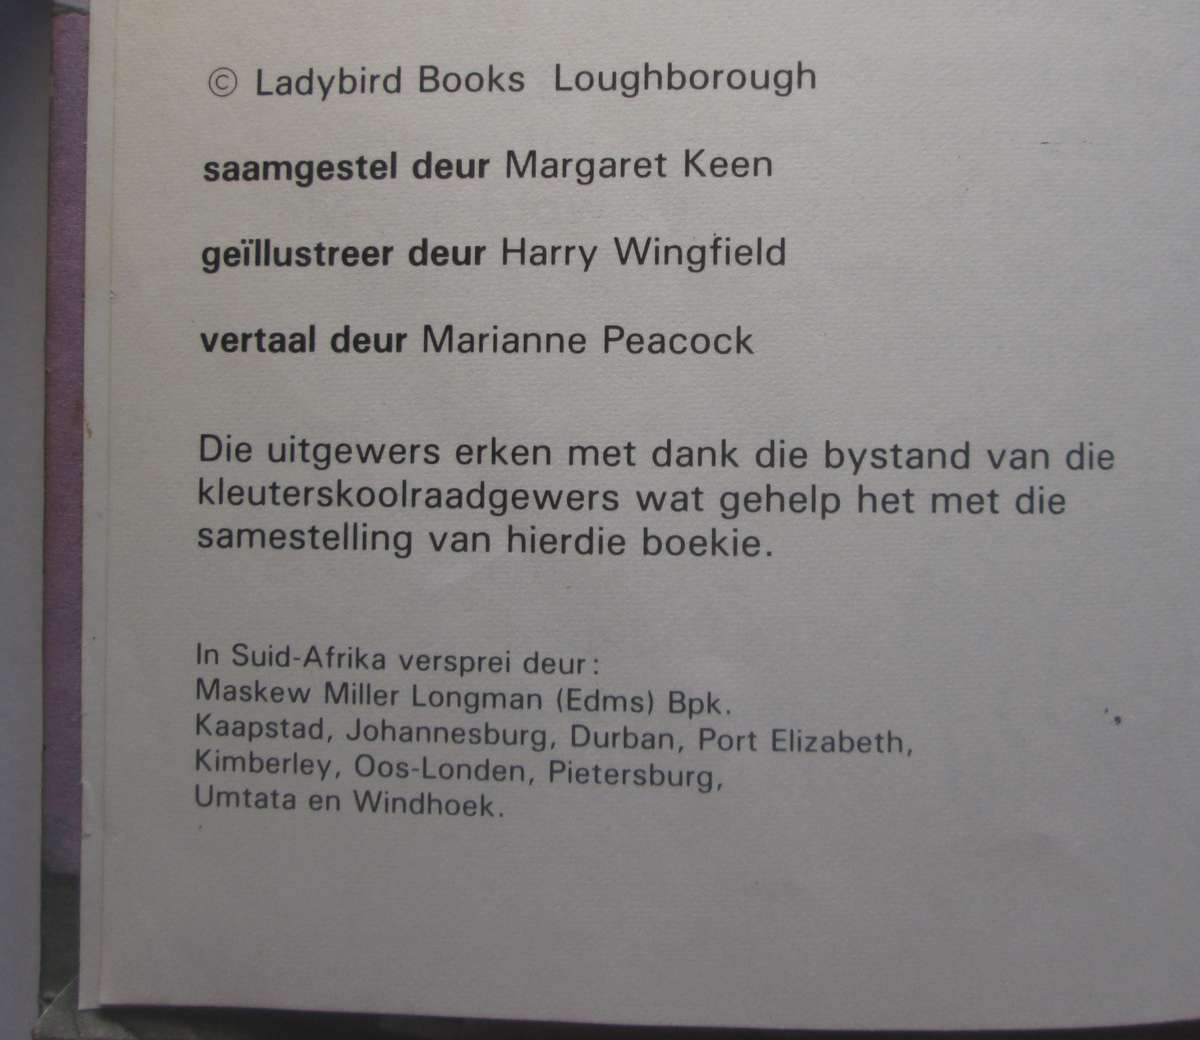 © Ladybird Books Loughborough
saamgestel deur Margaret Keen
geïllustreer deur Harry Wingfield
vertaal deur Marianne Peacock
Die uitgewers erken met dank die bystand van die
kleuterskoolraadgewers wat gehelp het met die
samestelling van hierdie boekie.
In Suid-Afrika versprei deur:
Maskew Miller Longman (Edms) Bpk.
Kaapstad, Johannesburg, Durban, Port Elizabeth,
Kimberley, Oos-Londen, Pietersburg,
Umtata en Windhoek.